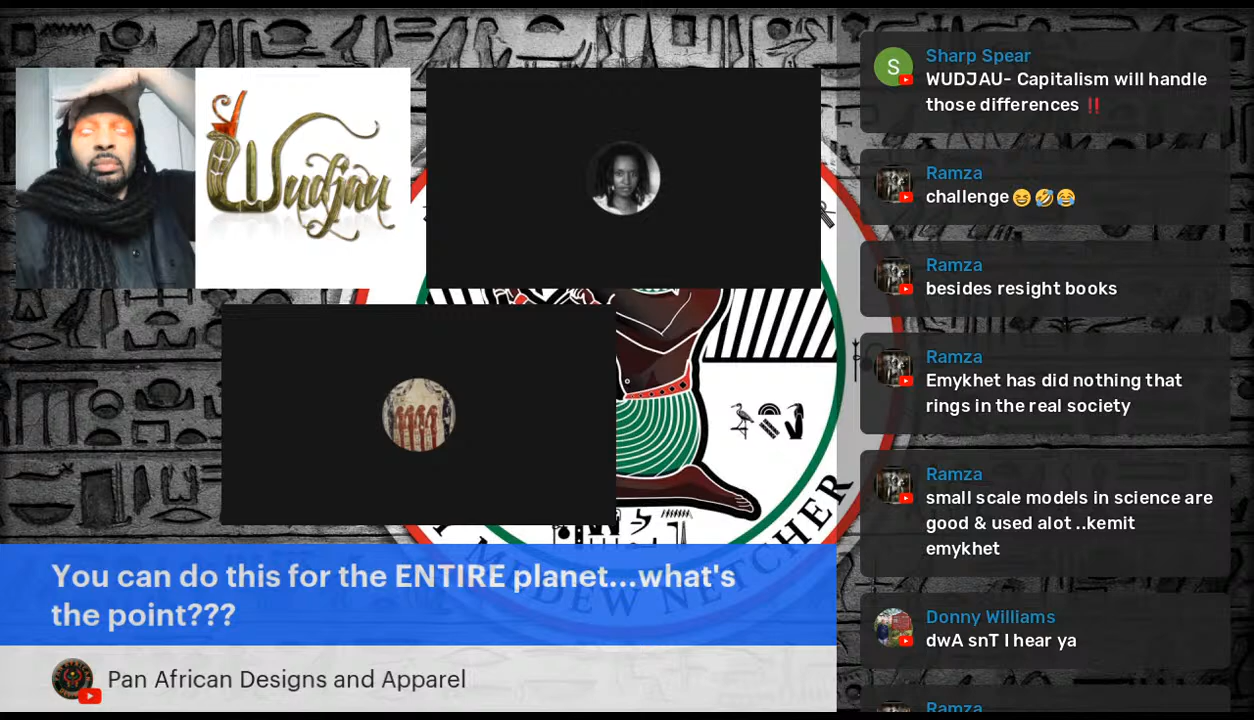 Wudjau
MDEW NETCHER
You can do this for the ENTIRE planet...what's
the point???
Pan African Designs and Apparel
S
Sharp Spear
WUDJAU- Capitalism will handle
those differences ‼️
Ramza
challenge 😆 🤣 😂
Ramza
besides resight books
Ramza
Emykhet has did nothing that
rings in the real society
Ramza
small scale models in science are
good & used alot ..kemit
emykhet
Donny Williams
dwA snT I hear ya
Ramza